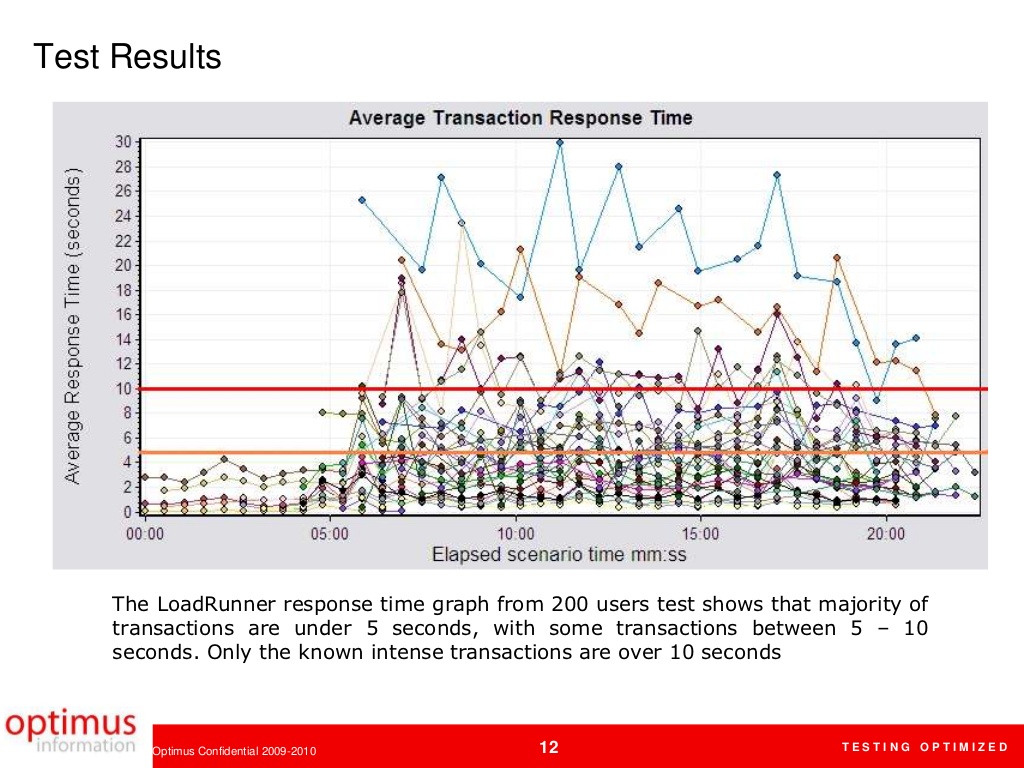 Test Results
Average Transaction Response Time
Average Response Time (seconds)
30
28
26
24
22
20
18
16
14
12
10
8
6
4
2
0
00:00 05:00 10:00 15:00 20:00
Elapsed scenario time mm:ss
The LoadRunner response time graph from 200 users test shows that majority of
transactions are under 5 seconds, with some transactions between 5 – 10
seconds. Only the known intense transactions are over 10 seconds
optimus
information
Optimus Confidential 2009-2010
12
TESTING OPTIMIZED